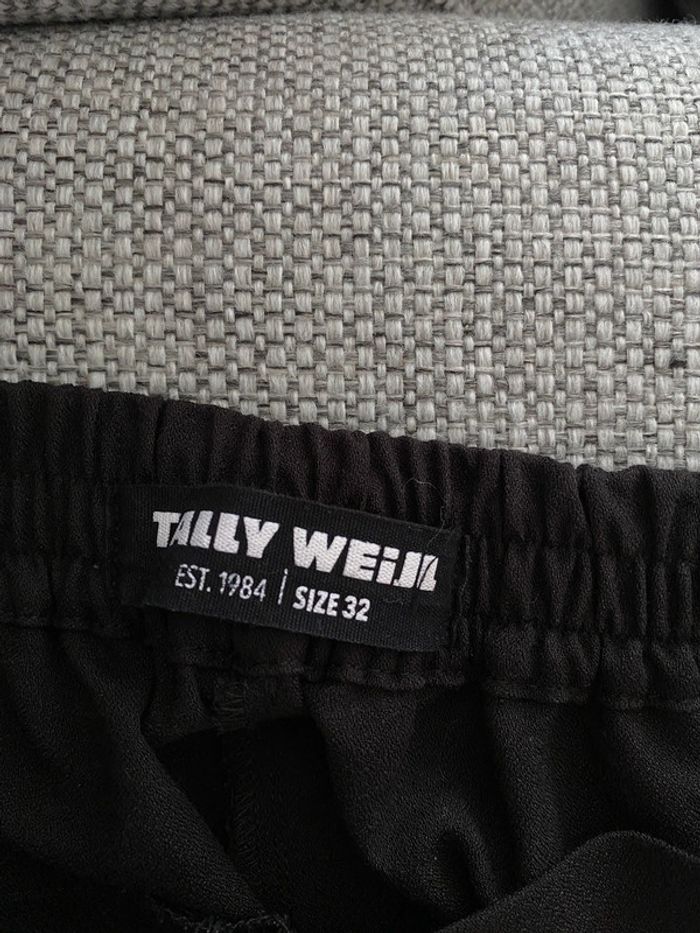 TALLY WEiJL
EST. 1984 | SIZE 32